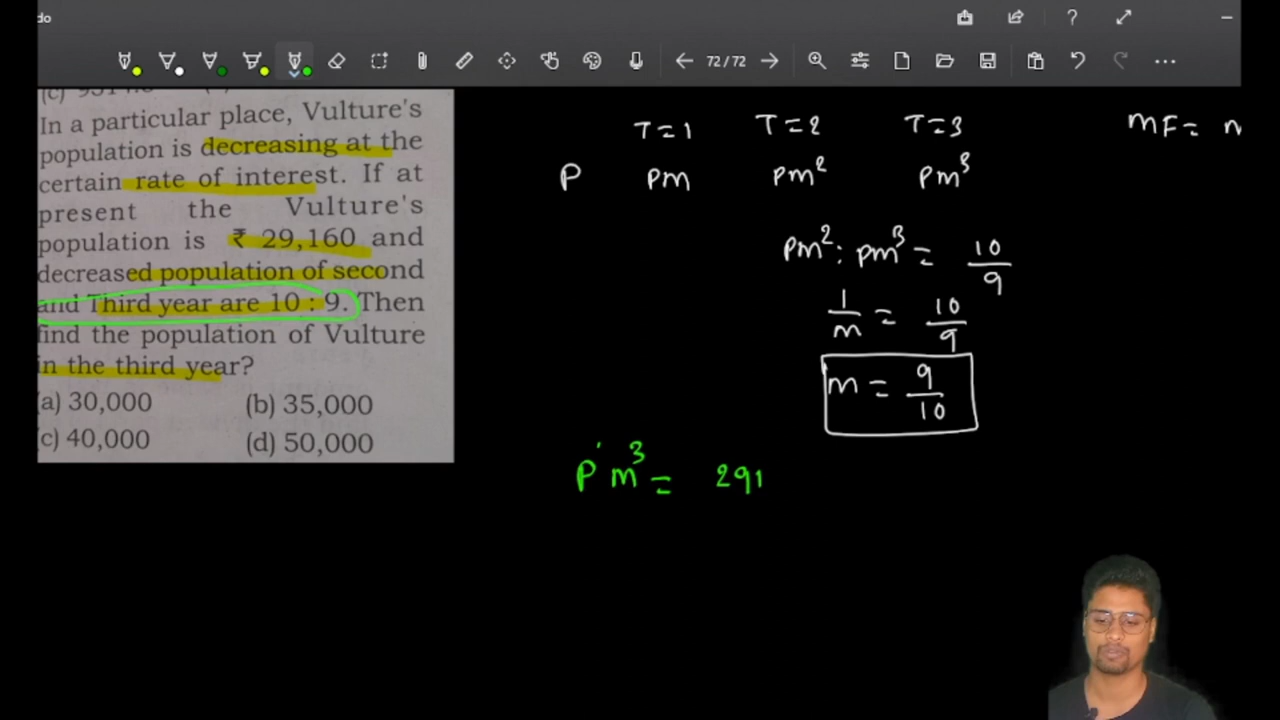 do
72/72
(c)
In a particular place, Vulture's
population is decreasing at the
certain rate of interest. If at
present the Vulture's
population is ₹ 29,160 and
decreased population of second
and Third year are 10 : 9. Then
find the population of Vulture
in the third year?
(a) 30,000 (b) 35,000
(c) 40,000 (d) 50,000
T=1 T=2 T=3 MF= m
P Pm Pm² Pm³
Pm² : Pm³ = 10/9
1/m = 10/9
m = 9/10
P m³ = 291